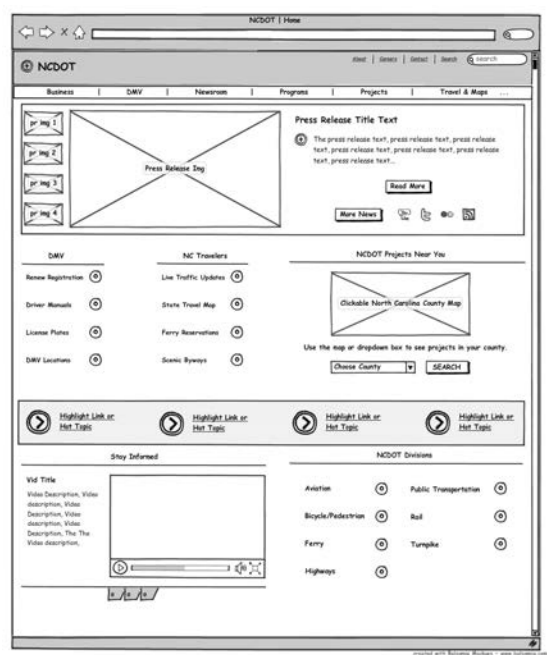 NCDOT | Home
NCDOT
About | Careers | Contact | Search
search
Business | DMV | Newsroom | Programs | Projects | Travel & Maps ...
pr img 1
pr img 2
pr img 3
pr img 4
Press Release Img
Press Release Title Text
The press release text, press release text, press release
text, press release text, press release text, press release
text, press release text...
Read More
More News
DMV
Renew Registration
Driver Manuals
License Plates
DMV Locations
NC Travelers
Live Traffic Updates
State Travel Map
Ferry Reservations
Scenic Byways
NCDOT Projects Near You
Clickable North Carolina County Map
Use the map or dropdown box to see projects in your county.
Choose County
SEARCH
Highlight Link or
Hot Topic
Highlight Link or
Hot Topic
Highlight Link or
Hot Topic
Highlight Link or
Hot Topic
Stay Informed
Vid Title
Video Description, Video
description, Video
Description, Video
description, Video
Description, The The
Video description,
NCDOT Divisions
Aviation
Bicycle/Pedestrian
Ferry
Highways
Public Transportation
Rail
Turnpike
created with Balsamiq Mockups - www.balsamiq.com